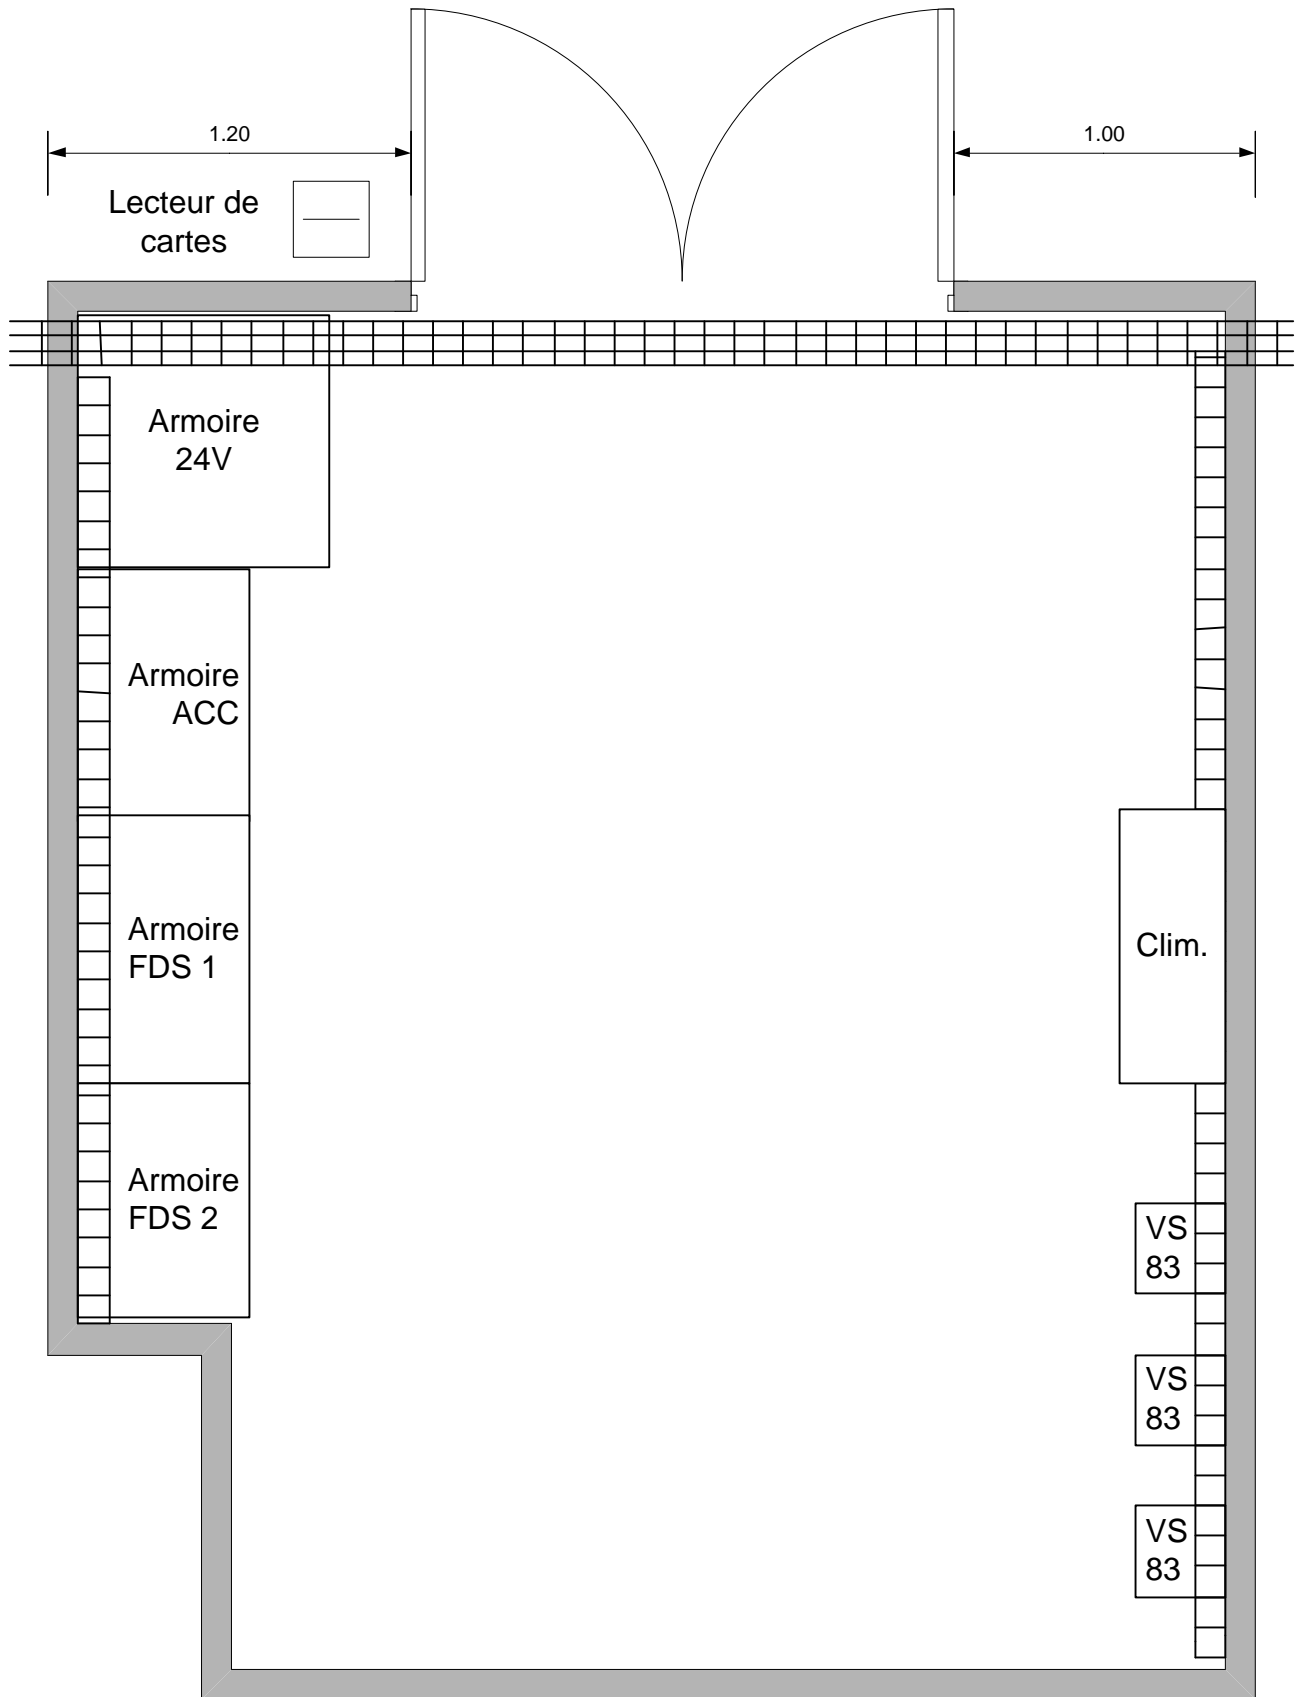 1.20
1.00
Lecteur de
cartes
Armoire
24V
Armoire
ACC
Armoire
FDS 1
Clim.
Armoire
FDS 2
VS
83
VS
83
VS
83